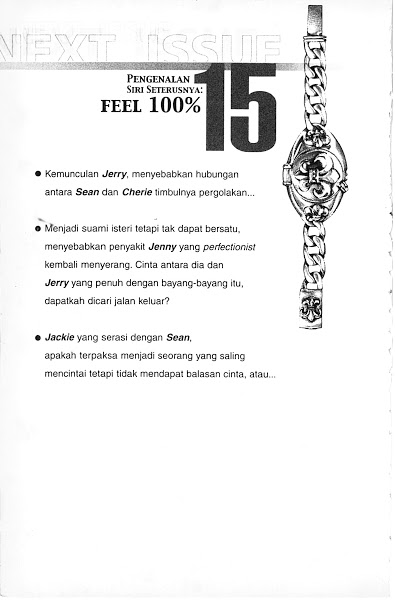 NEXT ISSUE
PENGENALAN
SIRI SETERUSNYA:
FEEL 100%
15
● Kemunculan Jerry, menyebabkan hubungan
antara Sean dan Cherie timbulnya pergolakan...
● Menjadi suami isteri tetapi tak dapat bersatu,
menyebabkan penyakit Jenny yang perfectionist
kembali menyerang. Cinta antara dia dan
Jerry yang penuh dengan bayang-bayang itu,
dapatkah dicari jalan keluar?
● Jackie yang serasi dengan Sean,
apakah terpaksa menjadi seorang yang saling
mencintai tetapi tidak mendapat balasan cinta, atau...